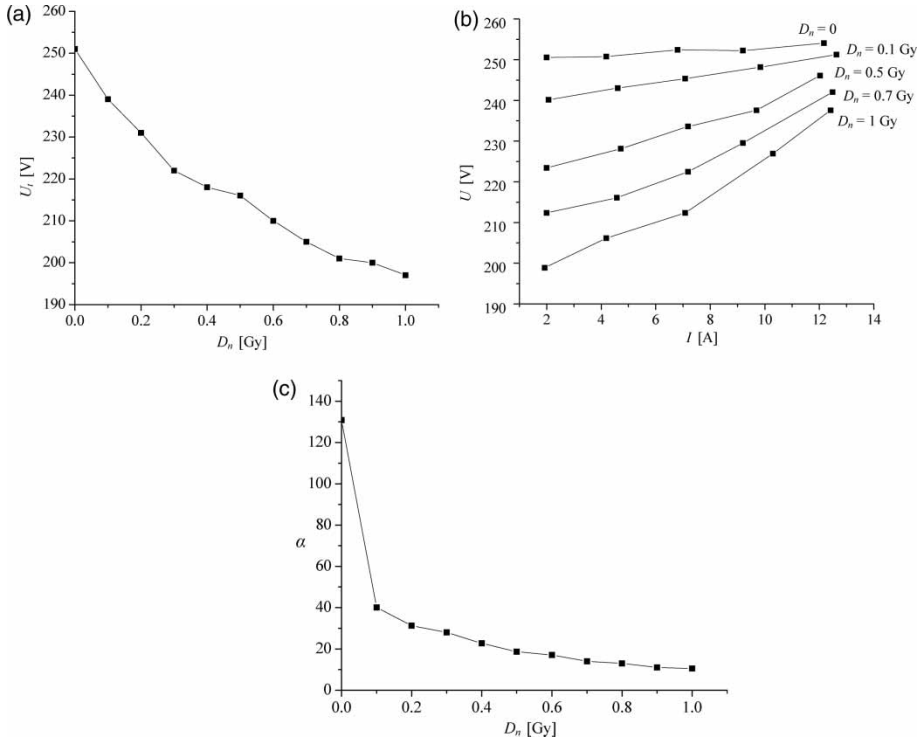 (a)
260
250
240
230
220
210
200
190
U_t [V]
0.0 0.2 0.4 0.6 0.8 1.0
D_n [Gy]
(b)
260
250
240
230
220
210
200
190
U [V]
D_n = 0
D_n = 0.1 Gy
D_n = 0.5 Gy
D_n = 0.7 Gy
D_n = 1 Gy
2 4 6 8 10 12 14
I [A]
(c)
140
120
100
80
60
40
20
0
α
0.0 0.2 0.4 0.6 0.8 1.0
D_n [Gy]